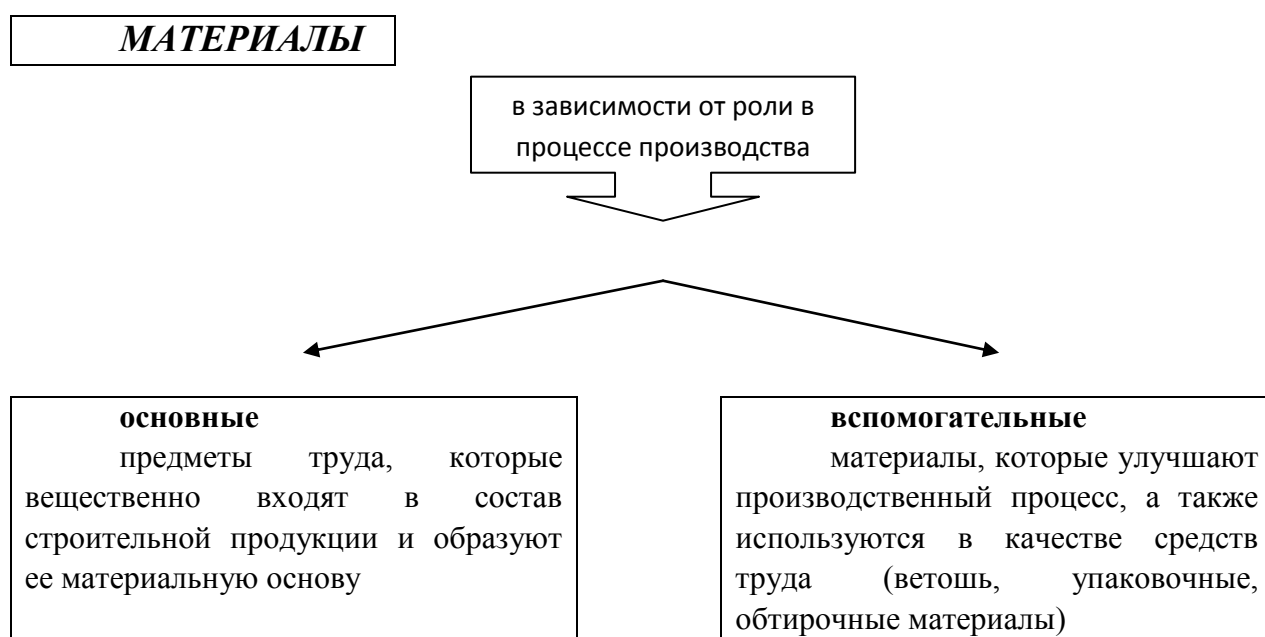 МАТЕРИАЛЫ
в зависимости от роли в
процессе производства
основные
предметы труда, которые
вещественно входят в состав
строительной продукции и образуют
ее материальную основу
вспомогательные
материалы, которые улучшают
производственный процесс, а также
используются в качестве средств
труда (ветошь, упаковочные,
обтирочные материалы)